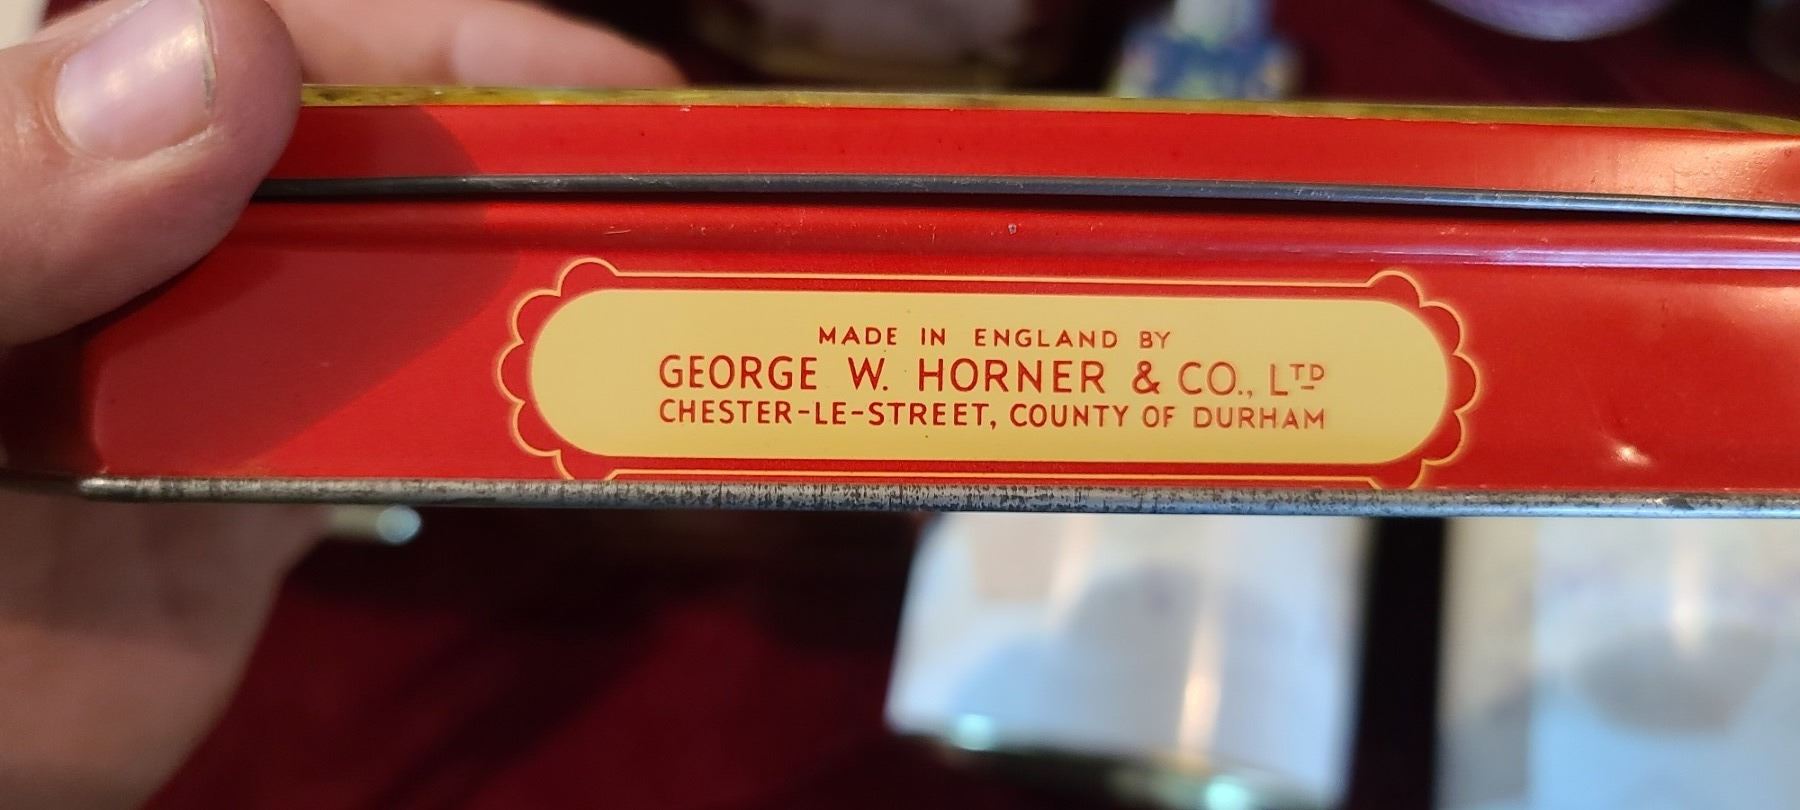 MADE IN ENGLAND BY
GEORGE W. HORNER & CO., LTD
CHESTER-LE-STREET, COUNTY OF DURHAM